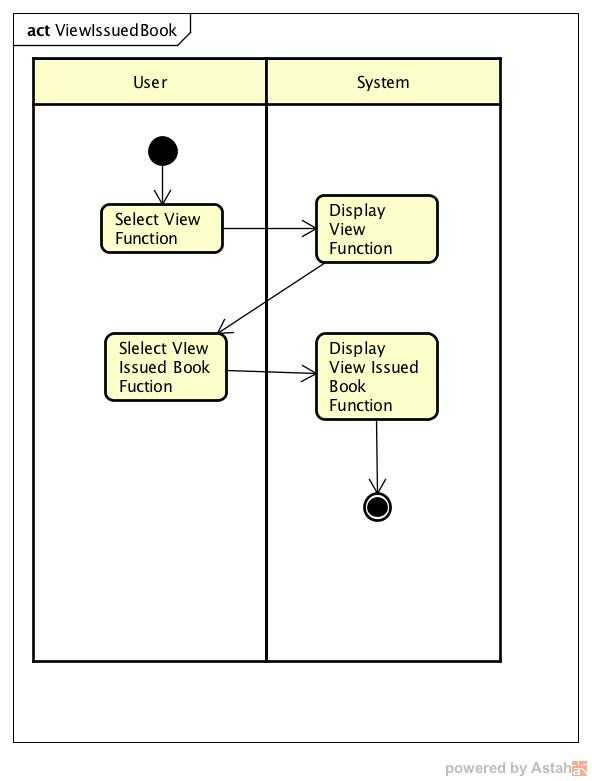 act ViewIssuedBook
User
System
Select View
Function
Display
View
Function
Slelect VIew
Issued Book
Fuction
Display
View Issued
Book
Function
powered by Astah